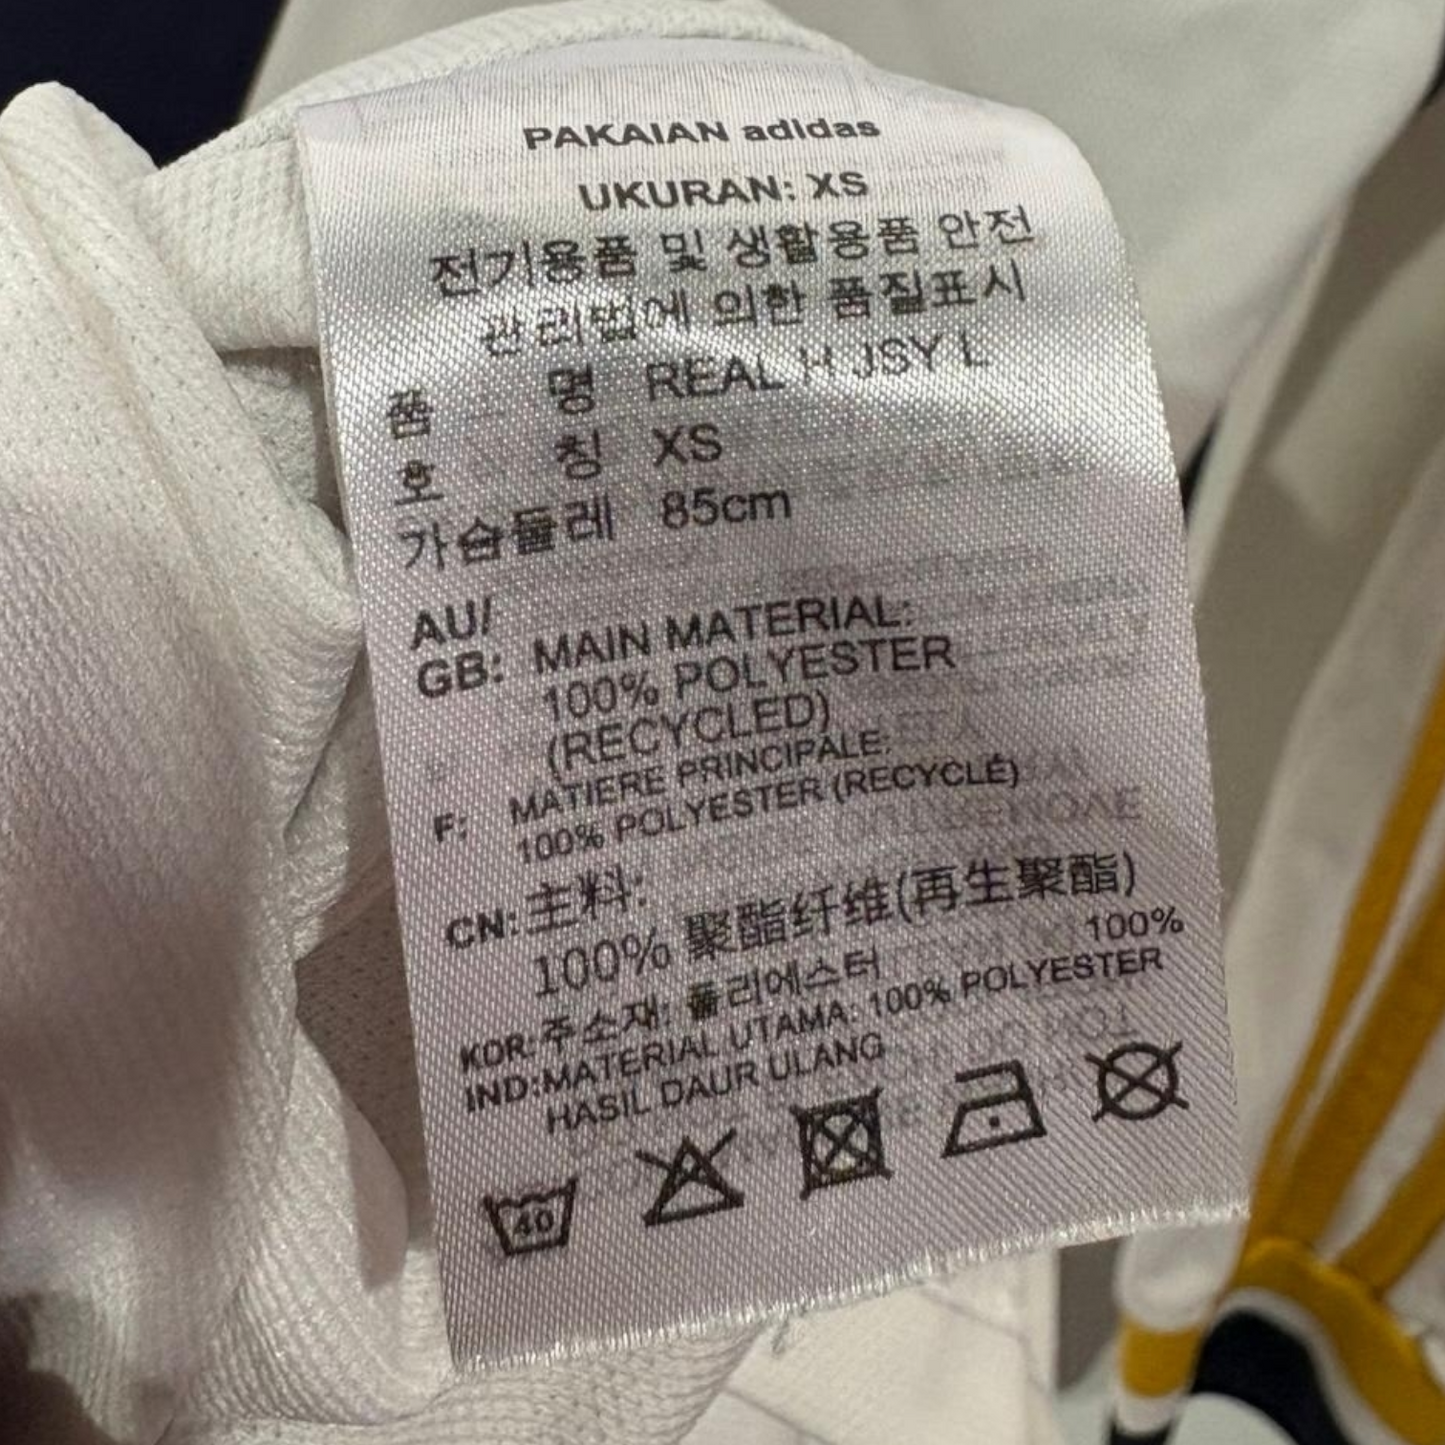 PAKAIAN adidas
UKURAN: XS
전기용품 및 생활용품 안전
관리법에 의한 품질표시
품 명 REAL H JSY L
호 칭 XS
가슴둘레 85cm
AU/
GB: MAIN MATERIAL:
100% POLYESTER
(RECYCLED)
F: MATIERE PRINCIPALE:
100% POLYESTER (RECYCLÉ)
CN: 主料:
100% 聚酯纤维(再生聚酯)
100%
KOR: 주소재: 폴리에스터
IND:MATERIAL UTAMA: 100% POLYESTER
HASIL DAUR ULANG
40